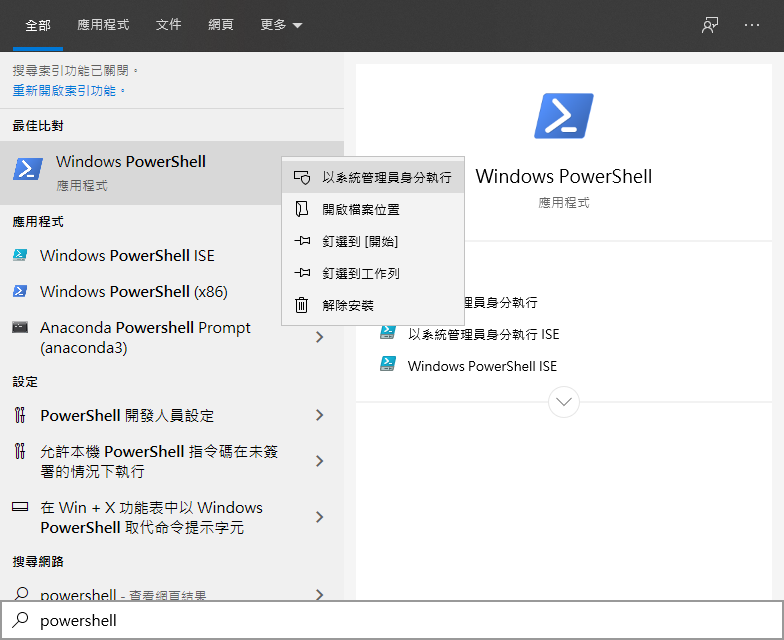 全部 應用程式 文件 網頁 更多
搜尋索引功能已關閉。
重新開啟索引功能。
最佳比對
Windows PowerShell
應用程式
應用程式
Windows PowerShell ISE
Windows PowerShell (x86)
Anaconda Powershell Prompt
(anaconda3)
設定
PowerShell 開發人員設定
允許本機 PowerShell 指令碼在未簽
署的情況下執行
在 Win + X 功能表中以 Windows
PowerShell 取代命令提示字元
搜尋網路
powershell - 查看網頁結果
powershell
以系統管理員身分執行
開啟檔案位置
釘選到 [開始]
釘選到工作列
解除安裝
Windows PowerShell
應用程式
管理員身分執行
以系統管理員身分執行 ISE
Windows PowerShell ISE